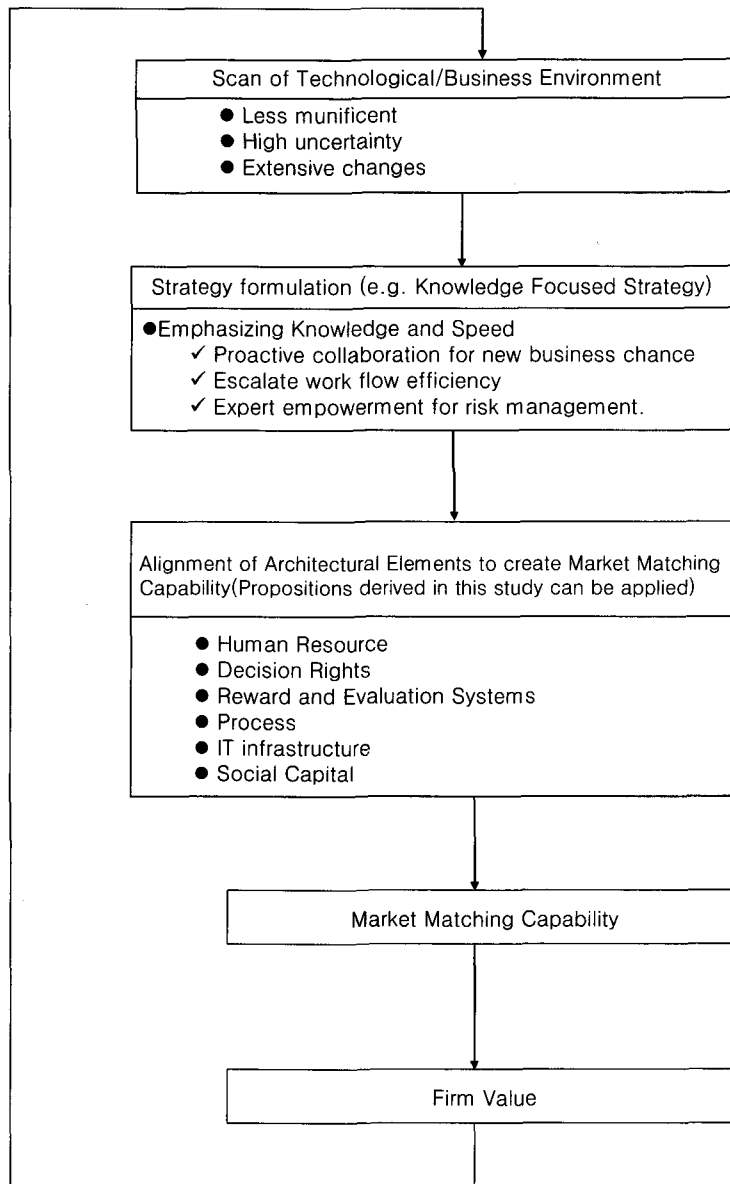 Scan of Technological/Business Environment
● Less munificent
● High uncertainty
● Extensive changes
Strategy formulation (e.g. Knowledge Focused Strategy)
●Emphasizing Knowledge and Speed
✓ Proactive collaboration for new business chance
✓ Escalate work flow efficiency
✓ Expert empowerment for risk management.
Alignment of Architectural Elements to create Market Matching
Capability(Propositions derived in this study can be applied)
● Human Resource
● Decision Rights
● Reward and Evaluation Systems
● Process
● IT infrastructure
● Social Capital
Market Matching Capability
Firm Value